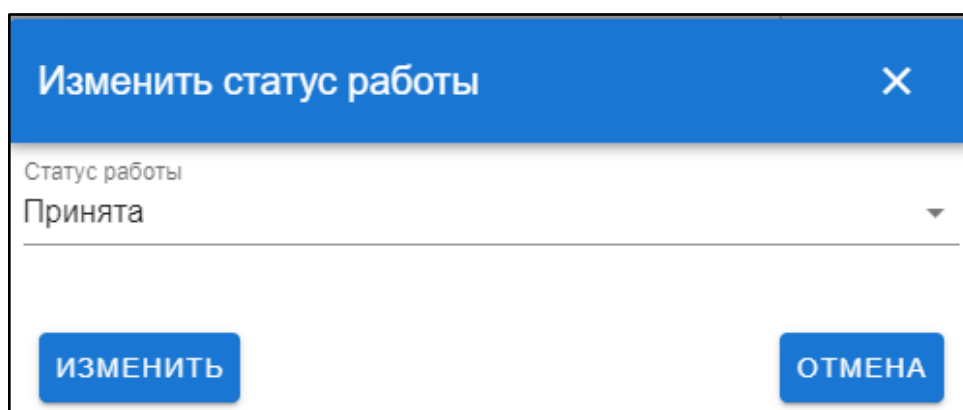 Изменить статус работы
Статус работы
Принята
ИЗМЕНИТЬ ОТМЕНА